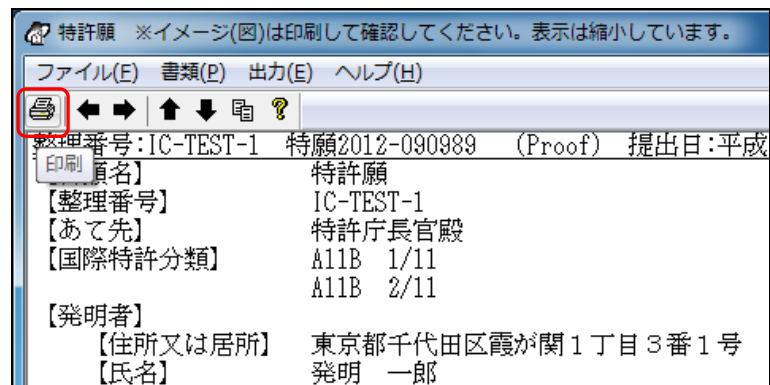 特許願 ※イメージ(図)は印刷して確認してください。表示は縮小しています。
ファイル(F) 書類(P) 出力(E) ヘルプ(H)
整理番号:IC-TEST-1 特願2012-090989 (Proof) 提出日:平成
印刷
願名】 特許願
【整理番号】 IC-TEST-1
【あて先】 特許庁長官殿
【国際特許分類】 A11B 1/11
A11B 2/11
【発明者】
【住所又は居所】 東京都千代田区霞が関1丁目3番1号
【氏名】 発明 一郎